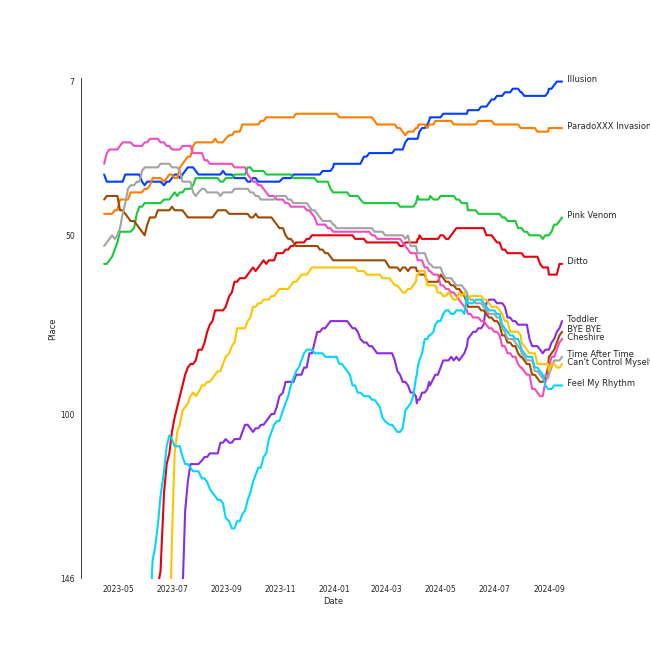 7
Illusion
ParadoXXX Invasion
Pink Venom
50
Ditto
Toddler
BYE BYE
Cheshire
Time After Time
Can't Control Myself
Feel My Rhythm
100
146
Place
2023-05 2023-07 2023-09 2023-11 2024-01 2024-03 2024-05 2024-07 2024-09
Date